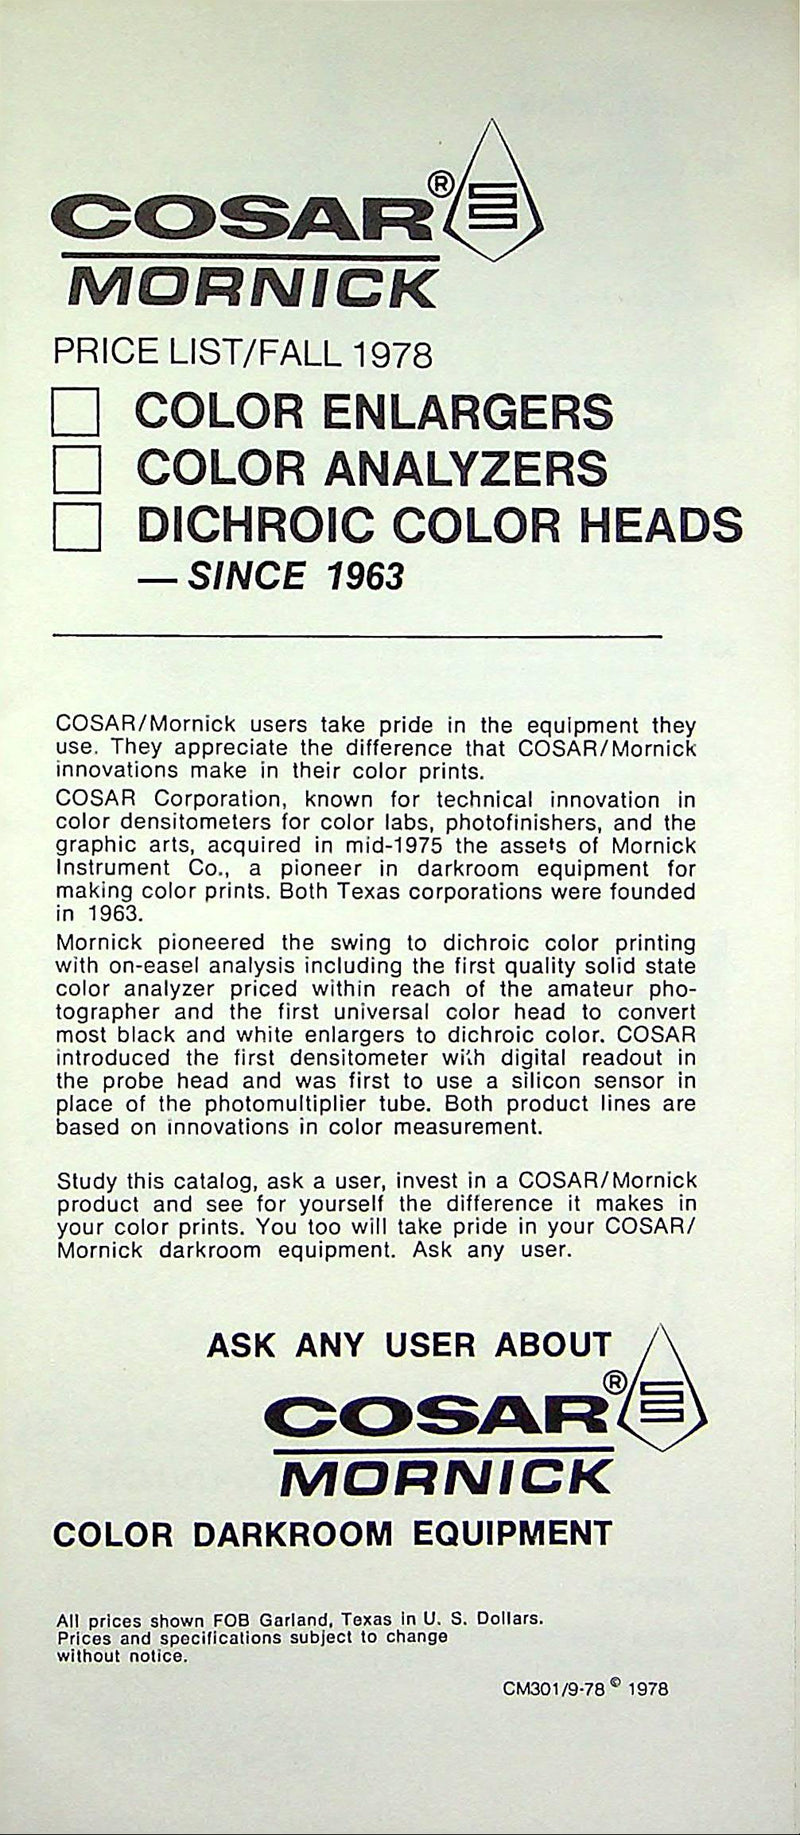 COSAR®
MORNICK
PRICE LIST/FALL 1978
COLOR ENLARGERS
COLOR ANALYZERS
DICHROIC COLOR HEADS
— SINCE 1963
COSAR/Mornick users take pride in the equipment they
use. They appreciate the difference that COSAR/Mornick
innovations make in their color prints.
COSAR Corporation, known for technical innovation in
color densitometers for color labs, photofinishers, and the
graphic arts, acquired in mid-1975 the assets of Mornick
Instrument Co., a pioneer in darkroom equipment for
making color prints. Both Texas corporations were founded
in 1963.
Mornick pioneered the swing to dichroic color printing
with on-easel analysis including the first quality solid state
color analyzer priced within reach of the amateur pho-
tographer and the first universal color head to convert
most black and white enlargers to dichroic color. COSAR
introduced the first densitometer with digital readout in
the probe head and was first to use a silicon sensor in
place of the photomultiplier tube. Both product lines are
based on innovations in color measurement.
Study this catalog, ask a user, invest in a COSAR/Mornick
product and see for yourself the difference it makes in
your color prints. You too will take pride in your COSAR/
Mornick darkroom equipment. Ask any user.
ASK ANY USER ABOUT
COSAR®
MORNICK
COLOR DARKROOM EQUIPMENT
All prices shown FOB Garland, Texas in U. S. Dollars.
Prices and specifications subject to change
without notice.
CM301/9-78 © 1978